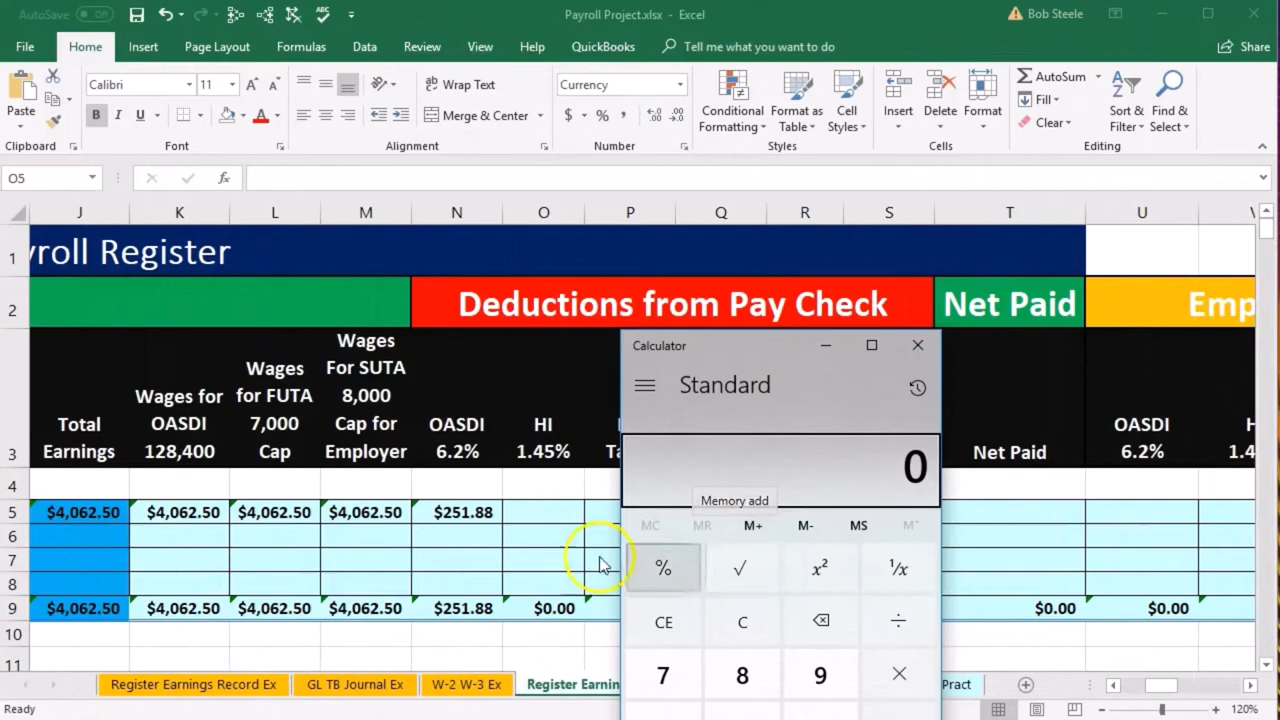 AutoSave Off Payroll Project.xlsx - Excel Bob Steele
File Home Insert Page Layout Formulas Data Review View Help QuickBooks Tell me what you want to do Share
Paste Calibri 11 A A Wrap Text Currency Conditional Formatting Format as Table Cell Styles Insert Delete Format AutoSum Fill Clear Sort & Filter Find & Select
B I U A Merge & Center $ % ,
Clipboard Font Alignment Number Styles Cells Editing
O5 fx
J K L M N O P Q R S T U
1 yroll Register
2 Deductions from Pay Check Net Paid Emp
3 Total Earnings Wages for OASDI 128,400 Wages for FUTA 7,000 Cap Wages For SUTA 8,000 Cap for Employer OASDI 6.2% HI 1.45% Net Paid OASDI 6.2% H 1.4
4
5 $4,062.50 $4,062.50 $4,062.50 $4,062.50 $251.88
6
7
8
9 $4,062.50 $4,062.50 $4,062.50 $4,062.50 $251.88 $0.00 $0.00 $0.00
10
11
Calculator
Standard
0
Memory add
MC MR M+ M- MS M
% √ x² ¹/x
CE C ÷
7 8 9 ×
Register Earnings Record Ex GL TB Journal Ex W-2 W-3 Ex Register Earnin Pract
Ready 120%